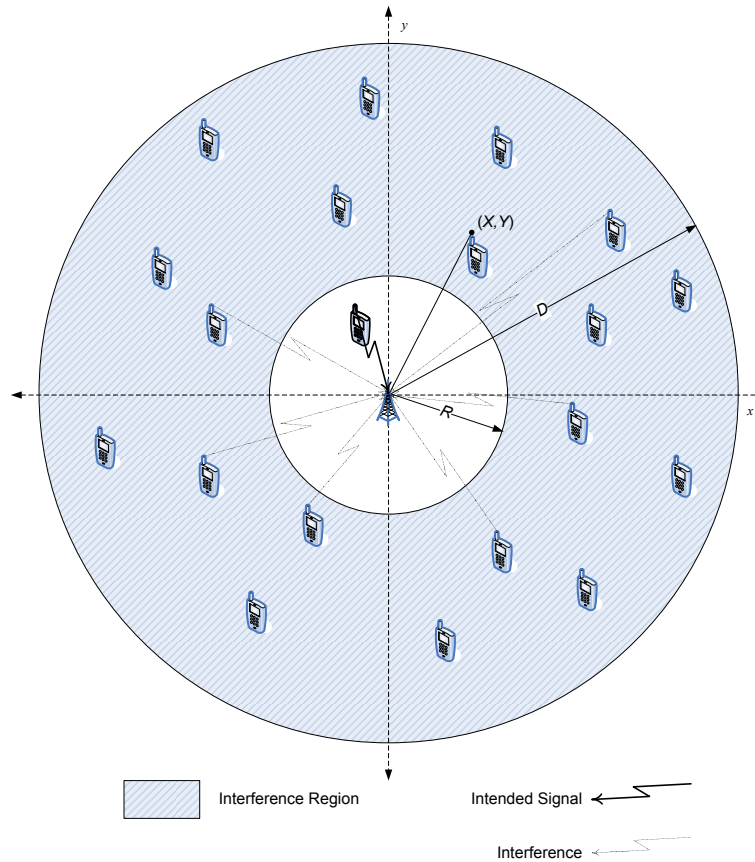 y
(X,Y)
D
R
x
Interference Region
Intended Signal
Interference